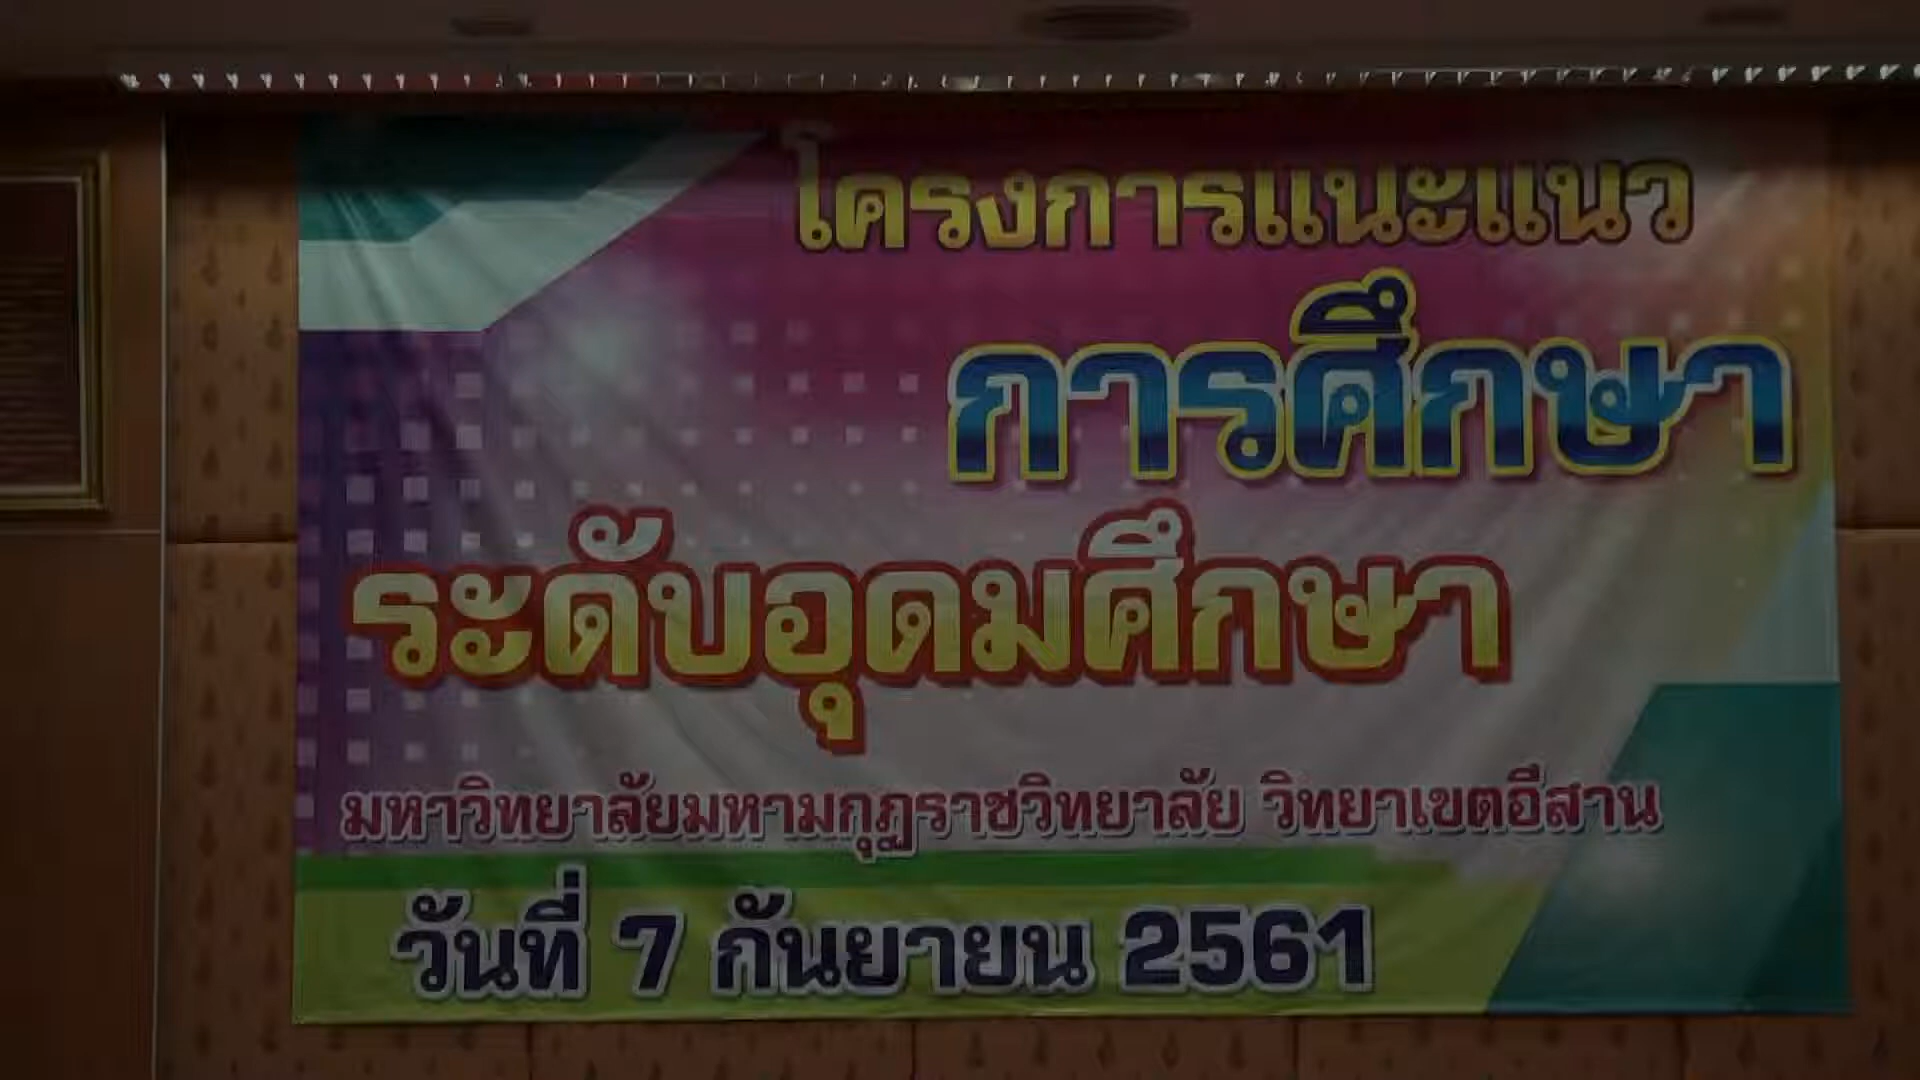 โครงการแนะแนว
การศึกษา
ระดับอุดมศึกษา
มหาวิทยาลัยมหามกุฏราชวิทยาลัย วิทยาเขตอีสาน
วันที่ 7 กันยายน 2561